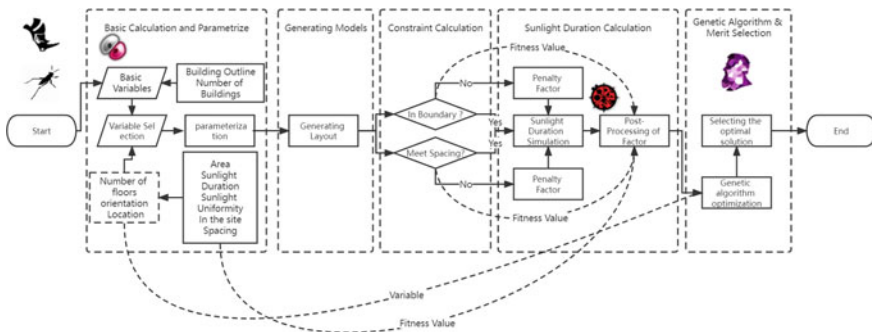 Basic Calculation and Parametrize
Generating Models
Constraint Calculation
Sunlight Duration Calculation
Genetic Algorithm &
Merit Selection
Start
Basic
Variables
Building Outline
Number of
Buildings
Variable Sel
ection
parameteriza
tion
Number of
floors
orientation
Location
Area
Sunlight
Duration
Sunlight
Uniformity
In the site
Spacing
Generating
Layout
In Boundary ?
Meet Spacing?
No
Yes
Yes
No
Fitness Value
Penalty
Factor
Sunlight
Duration
Simulation
Penalty
Factor
Post-
Processing of
Factor
Fitness Value
Selecting the
optimal
solution
Genetic
algorithm
optimization
End
Variable
Fitness Value